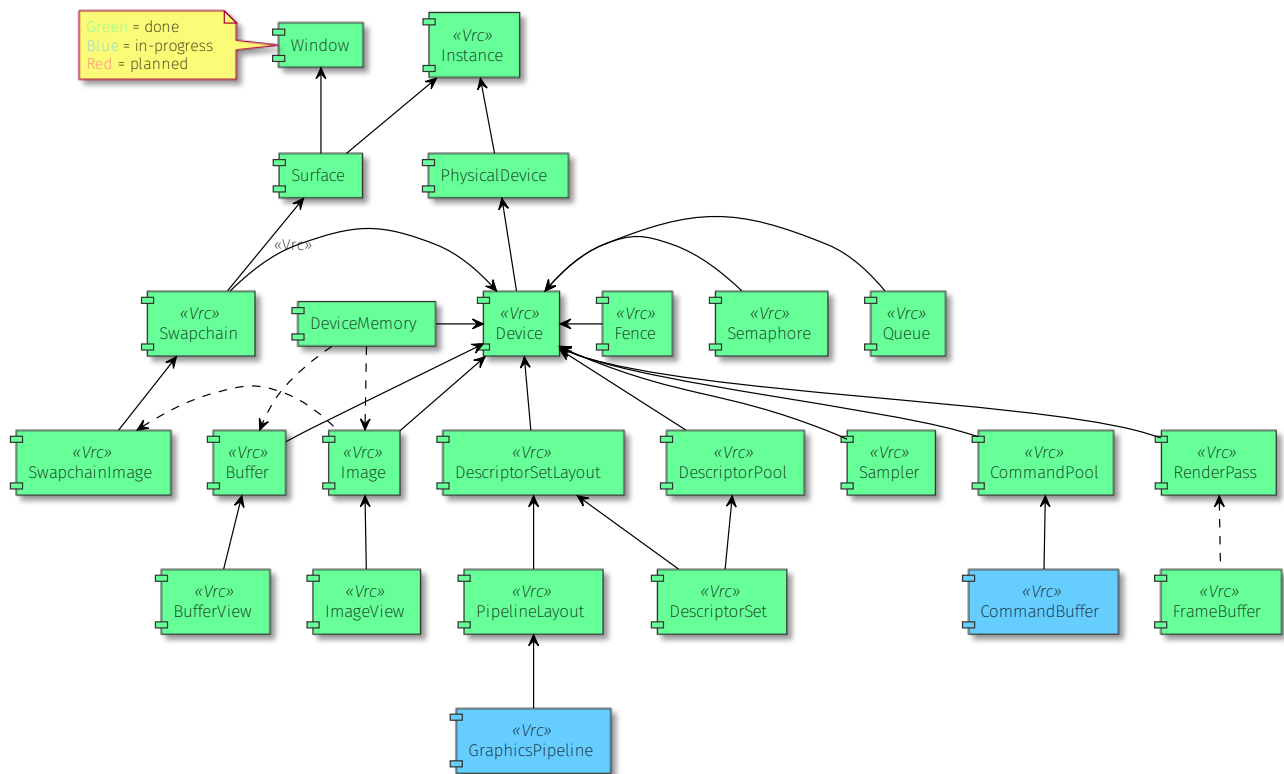 Green = done
Blue = in-progress
Red = planned
Window
«Vrc»
Instance
Surface
PhysicalDevice
«Vrc»
«Vrc»
Swapchain
DeviceMemory
«Vrc»
Device
«Vrc»
Fence
«Vrc»
Semaphore
«Vrc»
Queue
«Vrc»
SwapchainImage
«Vrc»
Buffer
«Vrc»
Image
«Vrc»
DescriptorSetLayout
«Vrc»
DescriptorPool
«Vrc»
Sampler
«Vrc»
CommandPool
«Vrc»
RenderPass
«Vrc»
BufferView
«Vrc»
ImageView
«Vrc»
PipelineLayout
«Vrc»
DescriptorSet
«Vrc»
CommandBuffer
«Vrc»
FrameBuffer
«Vrc»
GraphicsPipeline